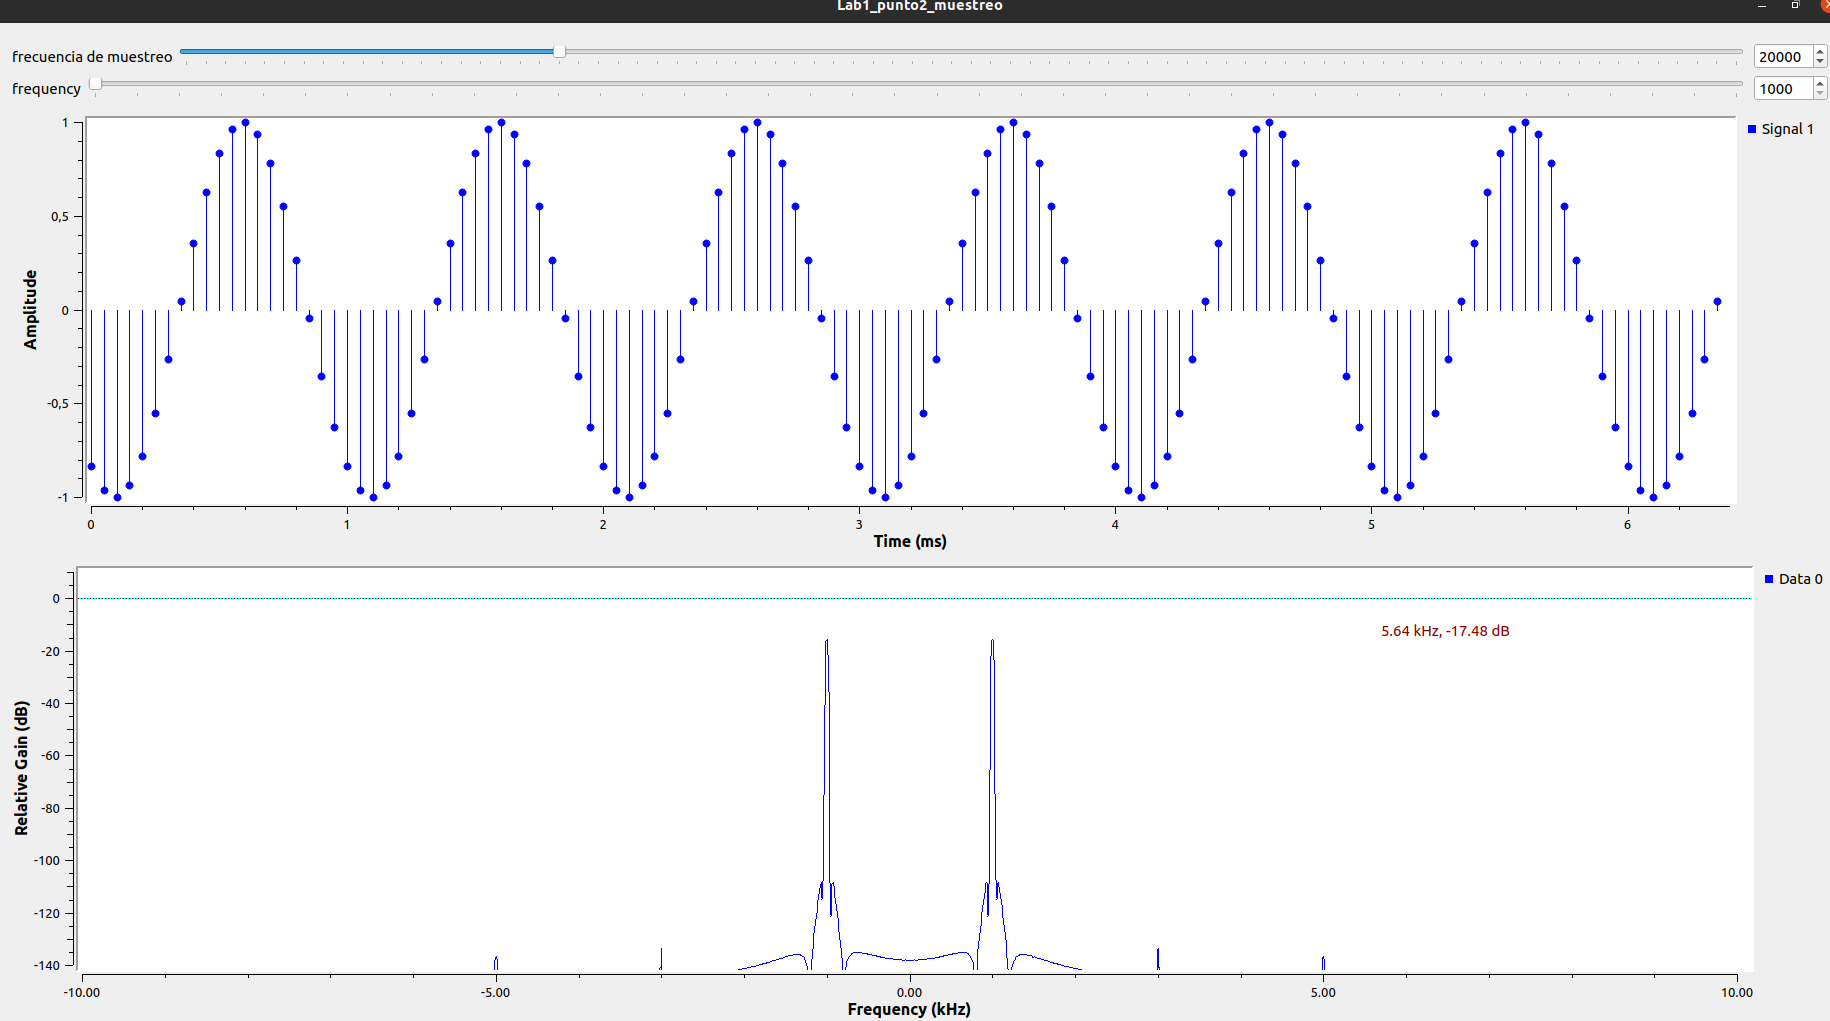 Lab1_punto2_muestreo
frecuencia de muestreo 20000
frequency 1000
Signal 1
1
0,5
0
-0,5
-1
Amplitude
0 1 2 3 4 5 6
Time (ms)
Data 0
5.64 kHz, -17.48 dB
0
-20
-40
-60
-80
-100
-120
-140
Relative Gain (dB)
-10.00 -5.00 0.00 5.00 10.00
Frequency (kHz)